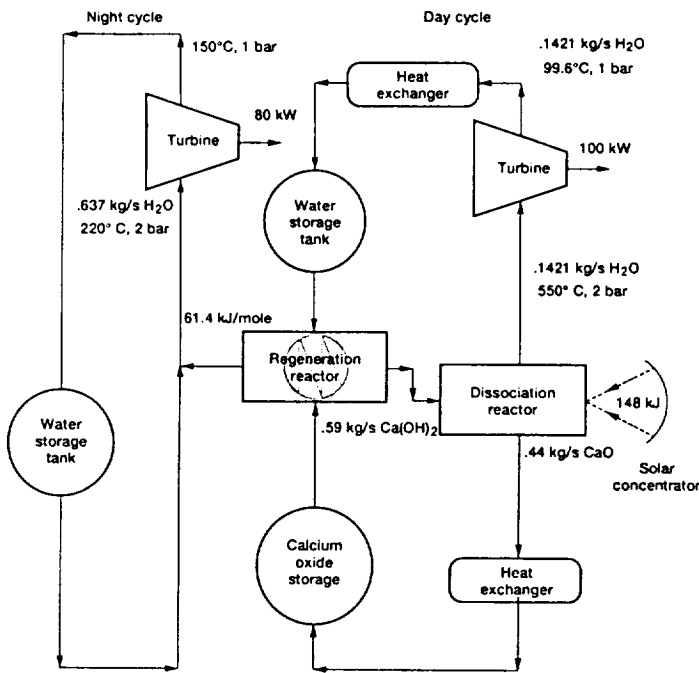 Night cycle
Day cycle
150°C, 1 bar
.1421 kg/s H2O
99.6°C, 1 bar
Heat
exchanger
Turbine
80 kW
Turbine
100 kW
.637 kg/s H2O
220° C, 2 bar
Water
storage
tank
.1421 kg/s H2O
550° C, 2 bar
61.4 kJ/mole
Regeneration
reactor
Dissociation
reactor
148 kJ
Water
storage
tank
.59 kg/s Ca(OH)2
.44 kg/s CaO
Solar
concentrator
Calcium
oxide
storage
Heat
exchanger